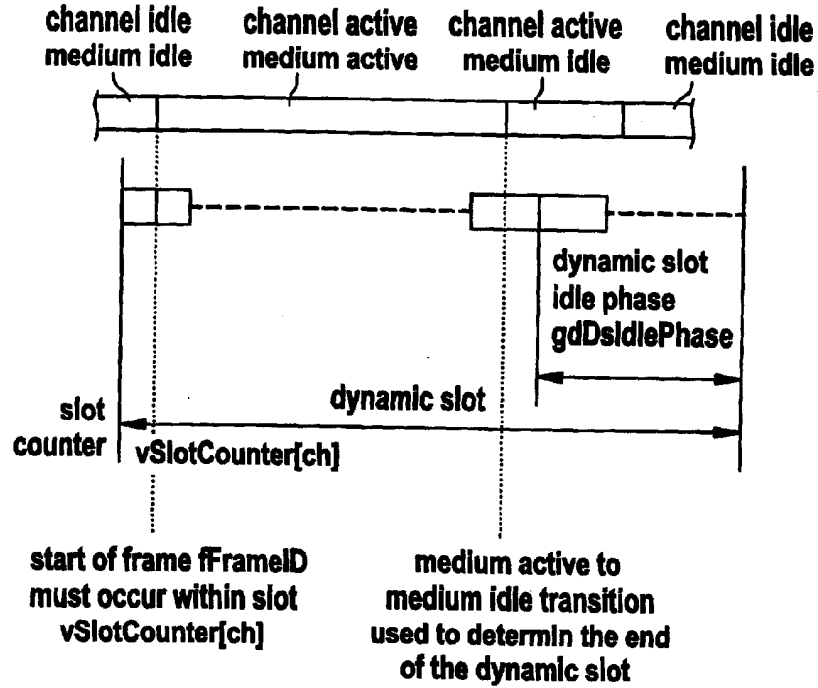 channel idle
medium idle
channel active
medium active
channel active
medium idle
channel idle
medium idle
dynamic slot
idle phase
gdDsIdlePhase
dynamic slot
slot
counter
vSlotCounter[ch]
start of frame fFrameID
must occur within slot
vSlotCounter[ch]
medium active to
medium idle transition
used to determin the end
of the dynamic slot